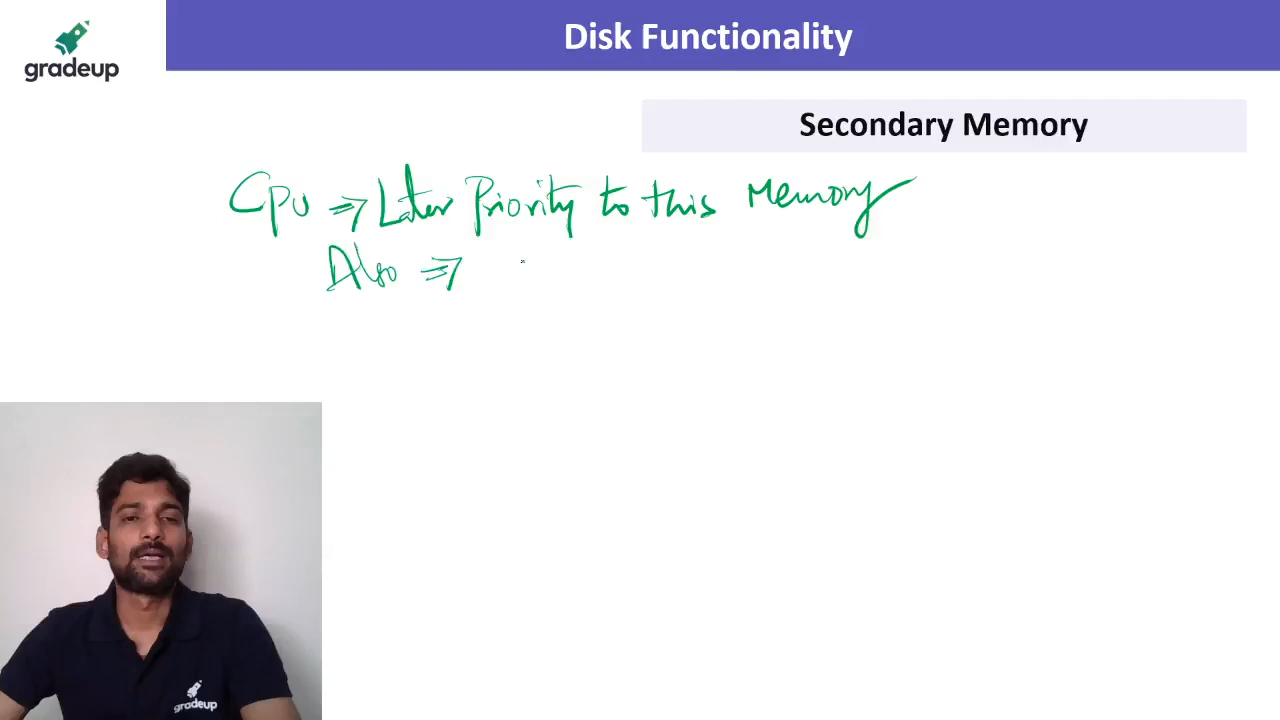 gradeup
Disk Functionality
Secondary Memory
CPU ⇒ Later Priority to this Memory
Also ⇒
gradeup